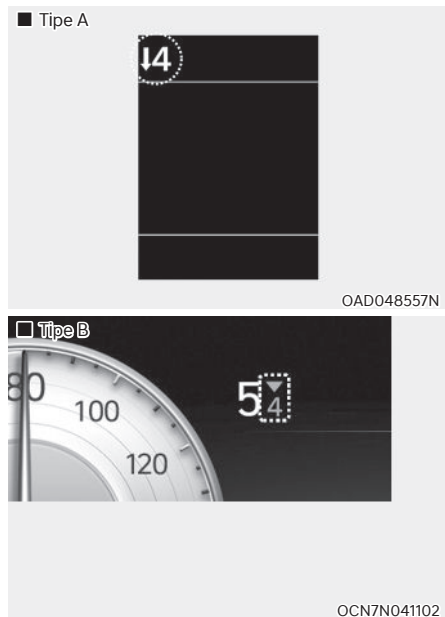 ■ Tipe A
↓4
OAD048557N
■ Tipe B
80
100
5 ▼ 4
120
OCN7N041102